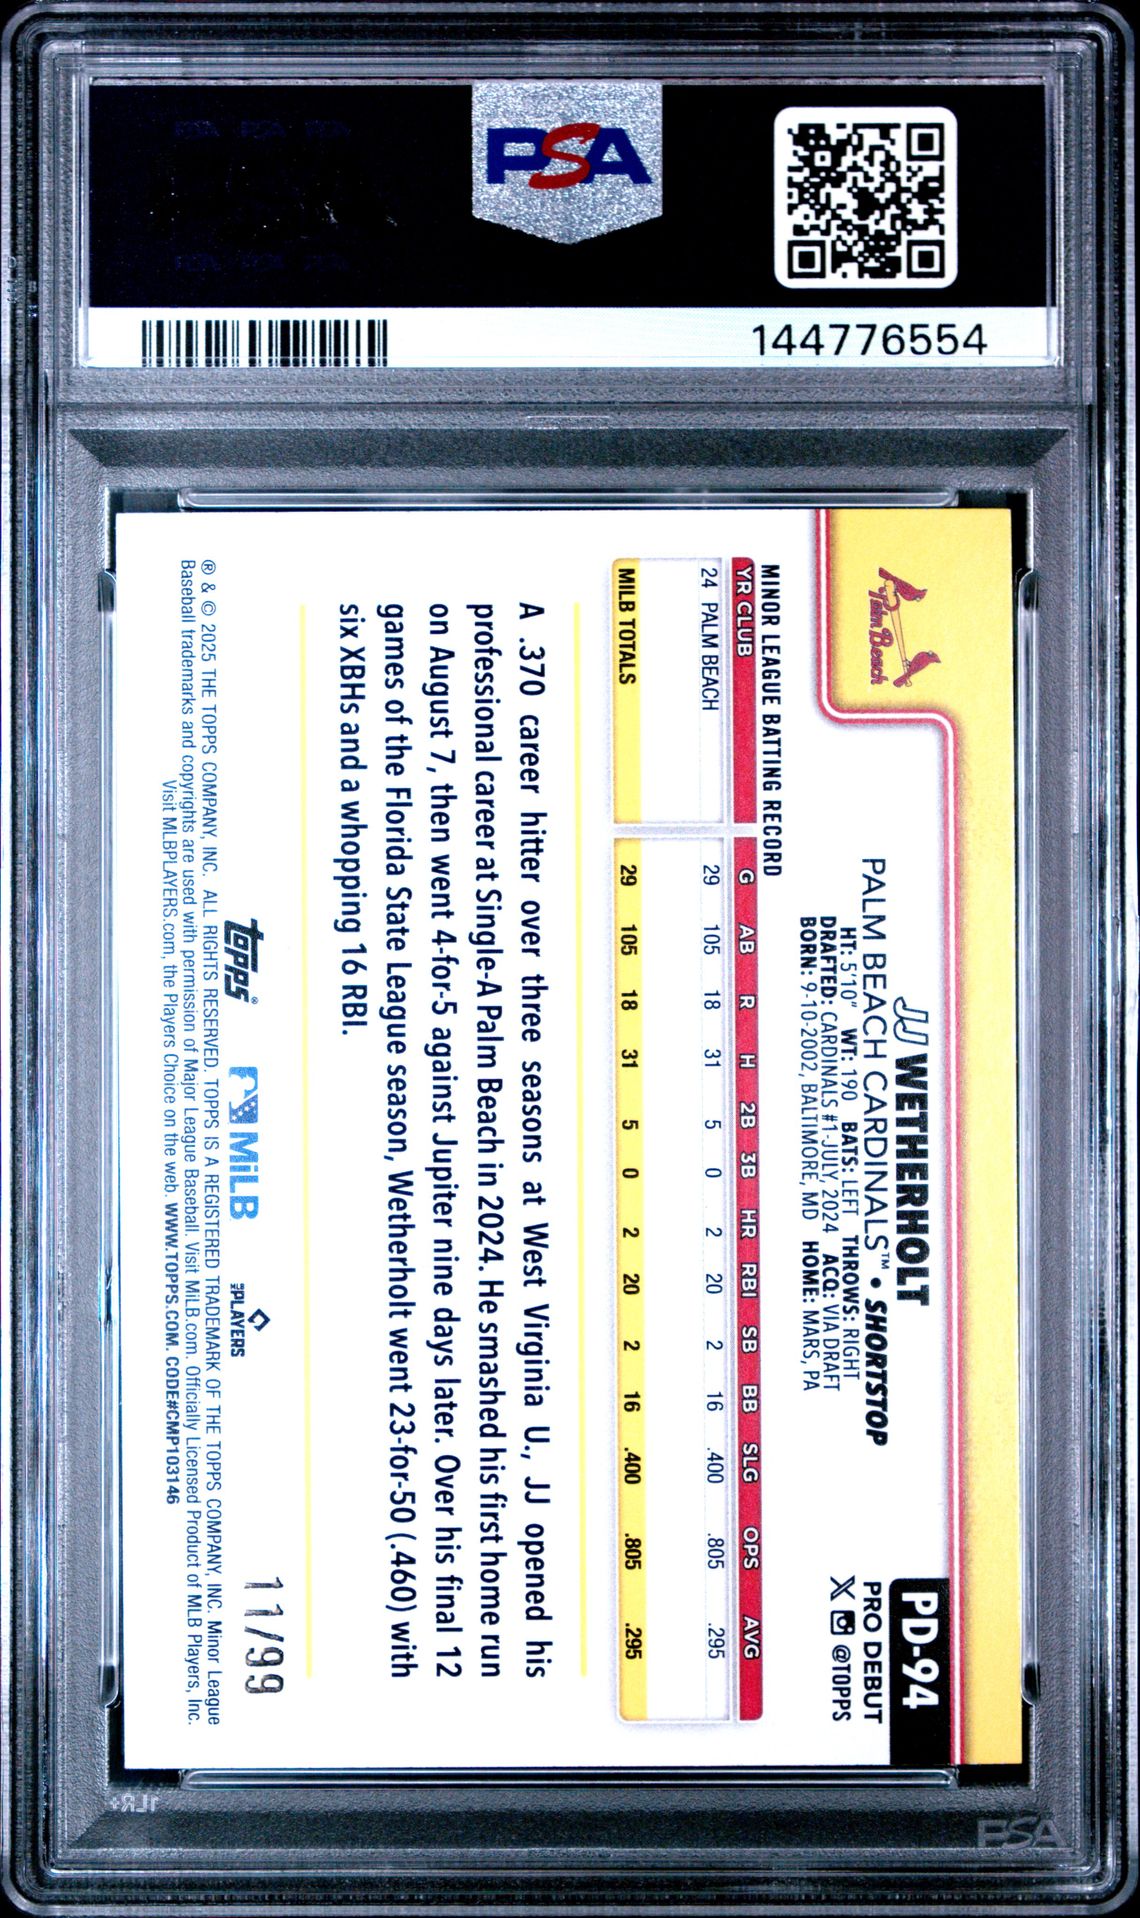 PSA
144776554
Palm Beach
JJ WETHERHOLT
PALM BEACH CARDINALS™ • SHORTSTOP
HT: 5'10" WT: 190 BATS: LEFT THROWS: RIGHT
DRAFTED: CARDINALS #1-JULY, 2024 ACQ: VIA DRAFT
BORN: 9-10-2002, BALTIMORE, MD HOME: MARS, PA
PD-94
PRO DEBUT
@TOPPS
MINOR LEAGUE BATTING RECORD
YR CLUB G AB R H 2B 3B HR RBI SB BB SLG OPS AVG
24 PALM BEACH 29 105 18 31 5 0 2 20 2 16 .400 .805 .295
MILB TOTALS 29 105 18 31 5 0 2 20 2 16 .400 .805 .295
A .370 career hitter over three seasons at West Virginia U., JJ opened his
professional career at Single-A Palm Beach in 2024. He smashed his first home run
on August 7, then went 4-for-5 against Jupiter nine days later. Over his final 12
games of the Florida State League season, Wetherholt went 23-for-50 (.460) with
six XBHs and a whopping 16 RBI.
11/99
topps® MiLB PLAYERS
® & © 2025 THE TOPPS COMPANY, INC. ALL RIGHTS RESERVED. TOPPS IS A REGISTERED TRADEMARK OF THE TOPPS COMPANY, INC. Minor League
Baseball trademarks and copyrights are used with permission of Major League Baseball. Visit MiLB.com. Officially Licensed Product of MLB Players, Inc.
Visit MLBPLAYERS.com, the Players Choice on the web. WWW.TOPPS.COM. CODE#CMP103146
1LR+
PSA